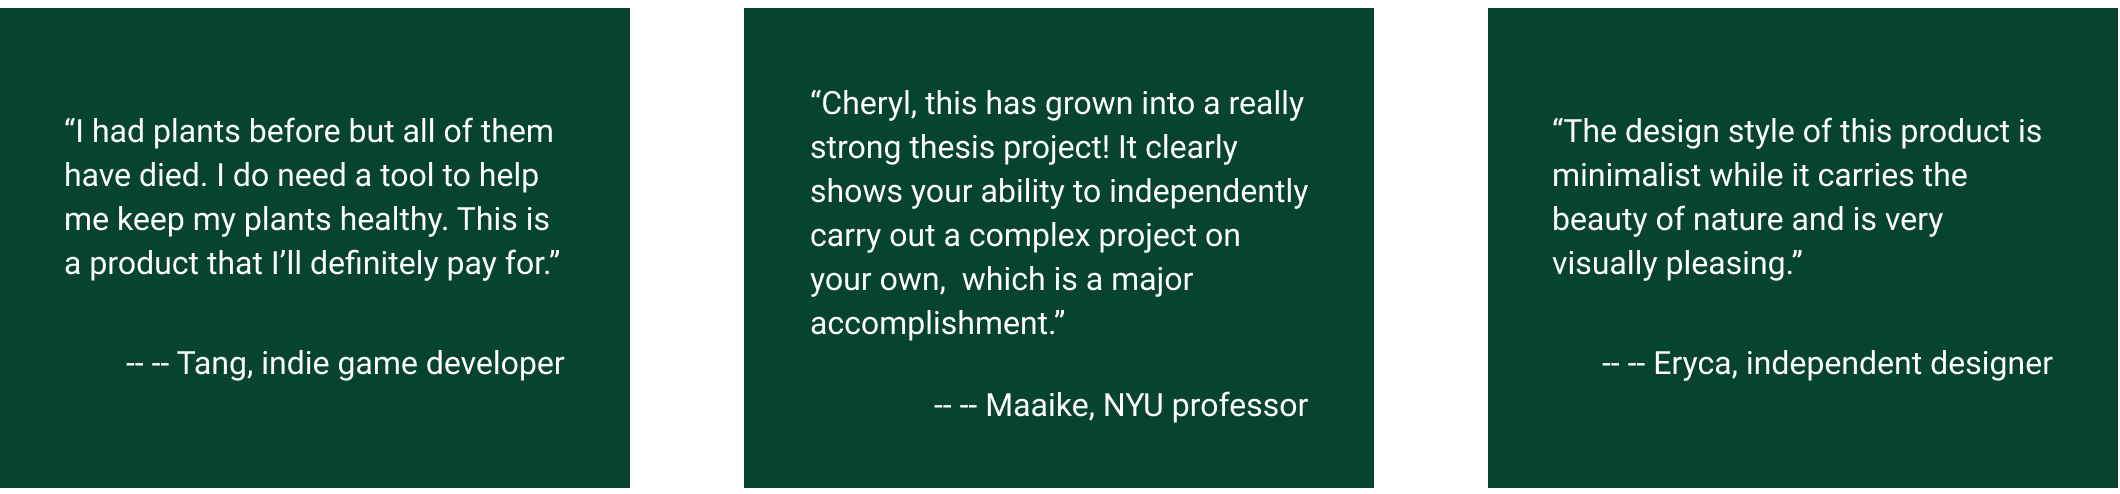 “I had plants before but all of them
have died. I do need a tool to help
me keep my plants healthy. This is
a product that I’ll definitely pay for.”
-- -- Tang, indie game developer
“Cheryl, this has grown into a really
strong thesis project! It clearly
shows your ability to independently
carry out a complex project on
your own,  which is a major
accomplishment.”
-- -- Maaike, NYU professor
“The design style of this product is
minimalist while it carries the
beauty of nature and is very
visually pleasing.”
-- -- Eryca, independent designer